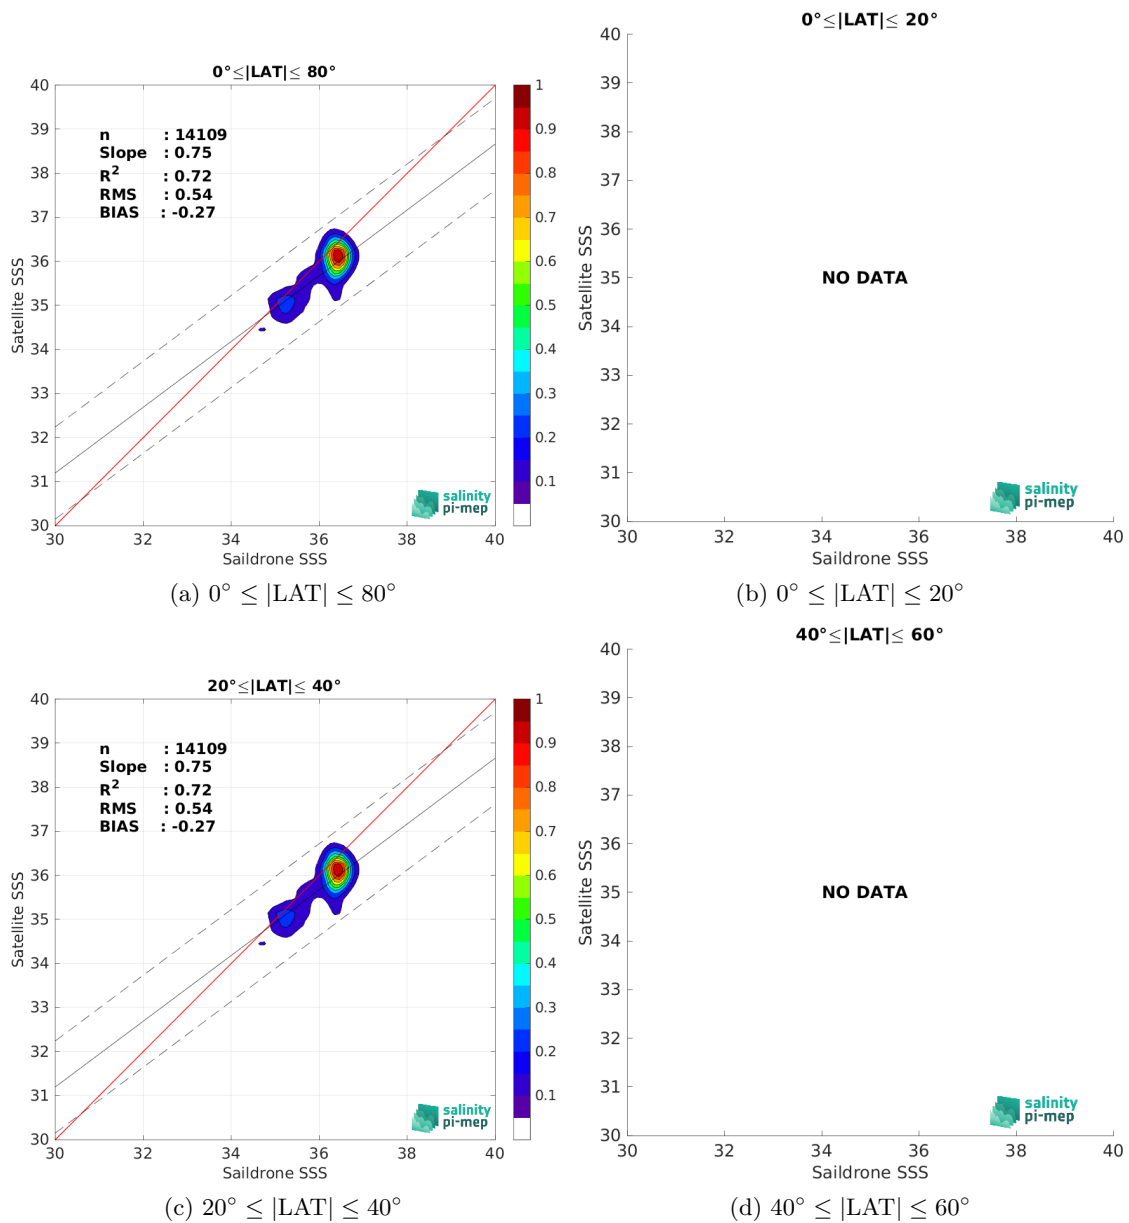 0°≤|LAT|≤ 80°
40
39
38
37
36
35
34
33
32
31
30
Satellite SSS
n : 14109
Slope : 0.75
R² : 0.72
RMS : 0.54
BIAS : -0.27
salinity
pi-mep
30 32 34 36 38 40
Saildrone SSS
1
0.9
0.8
0.7
0.6
0.5
0.4
0.3
0.2
0.1
(a) 0° ≤ |LAT| ≤ 80°
0°≤|LAT|≤ 20°
40
39
38
37
36
35
34
33
32
31
30
Satellite SSS
NO DATA
salinity
pi-mep
30 32 34 36 38 40
Saildrone SSS
(b) 0° ≤ |LAT| ≤ 20°
20°≤|LAT|≤ 40°
40
39
38
37
36
35
34
33
32
31
30
Satellite SSS
n : 14109
Slope : 0.75
R² : 0.72
RMS : 0.54
BIAS : -0.27
salinity
pi-mep
30 32 34 36 38 40
Saildrone SSS
1
0.9
0.8
0.7
0.6
0.5
0.4
0.3
0.2
0.1
(c) 20° ≤ |LAT| ≤ 40°
40°≤|LAT|≤ 60°
40
39
38
37
36
35
34
33
32
31
30
Satellite SSS
NO DATA
salinity
pi-mep
30 32 34 36 38 40
Saildrone SSS
(d) 40° ≤ |LAT| ≤ 60°